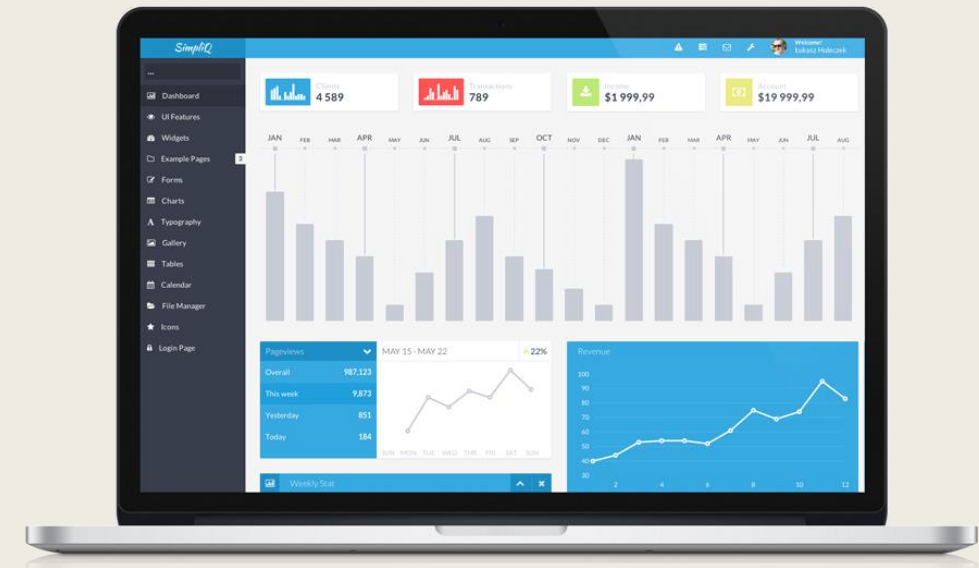 SimpliQ
Welcome!
Łukasz Holeczek
...
Dashboard
UI Features
Widgets
Example Pages 3
Forms
Charts
Typography
Gallery
Tables
Calendar
File Manager
Icons
Login Page
Clients
4 589
Transactions
789
Income
$1 999,99
Account
$19 999,99
JAN FEB MAR APR MAY JUN JUL AUG SEP OCT NOV DEC JAN FEB MAR APR MAY JUN JUL AUG
Pageviews
Overall 987,123
This week 9,873
Yesterday 851
Today 184
MAY 15 - MAY 22 22%
SUN MON TUE WED THR FRI SAT SUN
Weekly Stat
Revenue
100
90
80
70
60
50
40
30
2 4 6 8 10 12